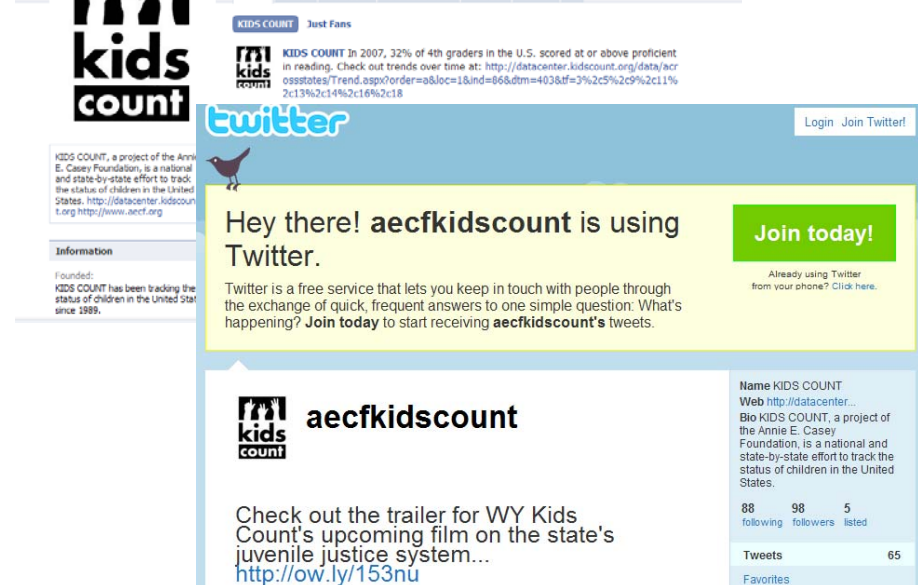 kids
count
KIDS COUNT, a project of the Annie
E. Casey Foundation, is a national
and state-by-state effort to track
the status of children in the United
States. http://datacenter.kidscoun
t.org http://www.aecf.org
Information
Founded:
KIDS COUNT has been tracking the
status of children in the United Stat
since 1989.
KIDS COUNT Just Fans
kids
count
KIDS COUNT In 2007, 32% of 4th graders in the U.S. scored at or above proficient
in reading. Check out trends over time at: http://datacenter.kidscount.org/data/acr
ossstates/Trend.aspx?order=a&loc=1&ind=86&dtm=403&tf=3%2c5%2c9%2c11%
2c13%2c14%2c16%2c18
twitter
Login Join Twitter!
Hey there! aecfkidscount is using
Twitter.
Twitter is a free service that lets you keep in touch with people through
the exchange of quick, frequent answers to one simple question: What's
happening? Join today to start receiving aecfkidscount's tweets.
Join today!
Already using Twitter
from your phone? Click here.
kids
count
aecfkidscount
Check out the trailer for WY Kids
Count's upcoming film on the state's
juvenile justice system...
http://ow.ly/153nu
Name KIDS COUNT
Web http://datacenter...
Bio KIDS COUNT, a project of
the Annie E. Casey
Foundation, is a national and
state-by-state effort to track the
status of children in the United
States.
88 98 5
following followers listed
Tweets 65
Favorites